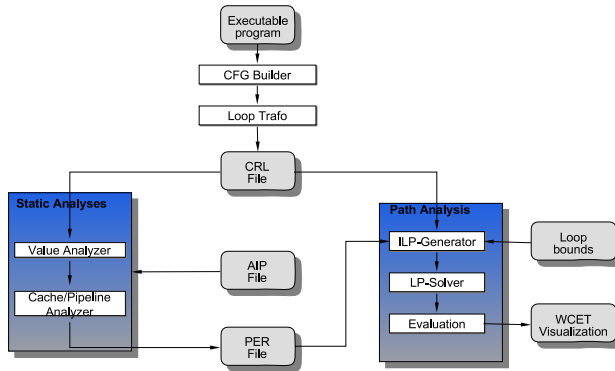 Executable
program
CFG Builder
Loop Trafo
CRL
File
Static Analyses
Path Analysis
Value Analyzer
AIP
File
ILP-Generator
Loop
bounds
Cache/Pipeline
Analyzer
LP-Solver
PER
File
Evaluation
WCET
Visualization